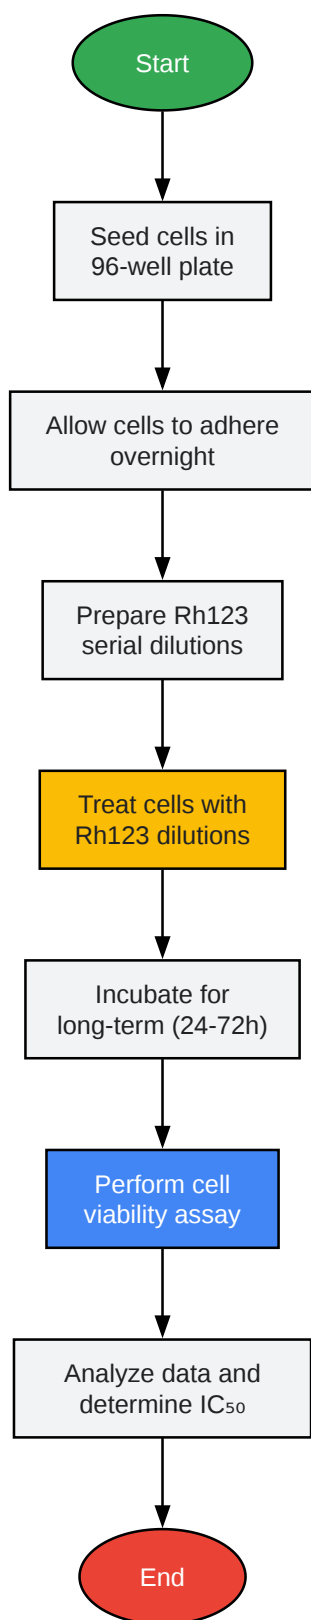 Start
Seed cells in
96-well plate
Allow cells to adhere
overnight
Prepare Rh123
serial dilutions
Treat cells with
Rh123 dilutions
Incubate for
long-term (24-72h)
Perform cell
viability assay
Analyze data and
determine IC₅₀
End